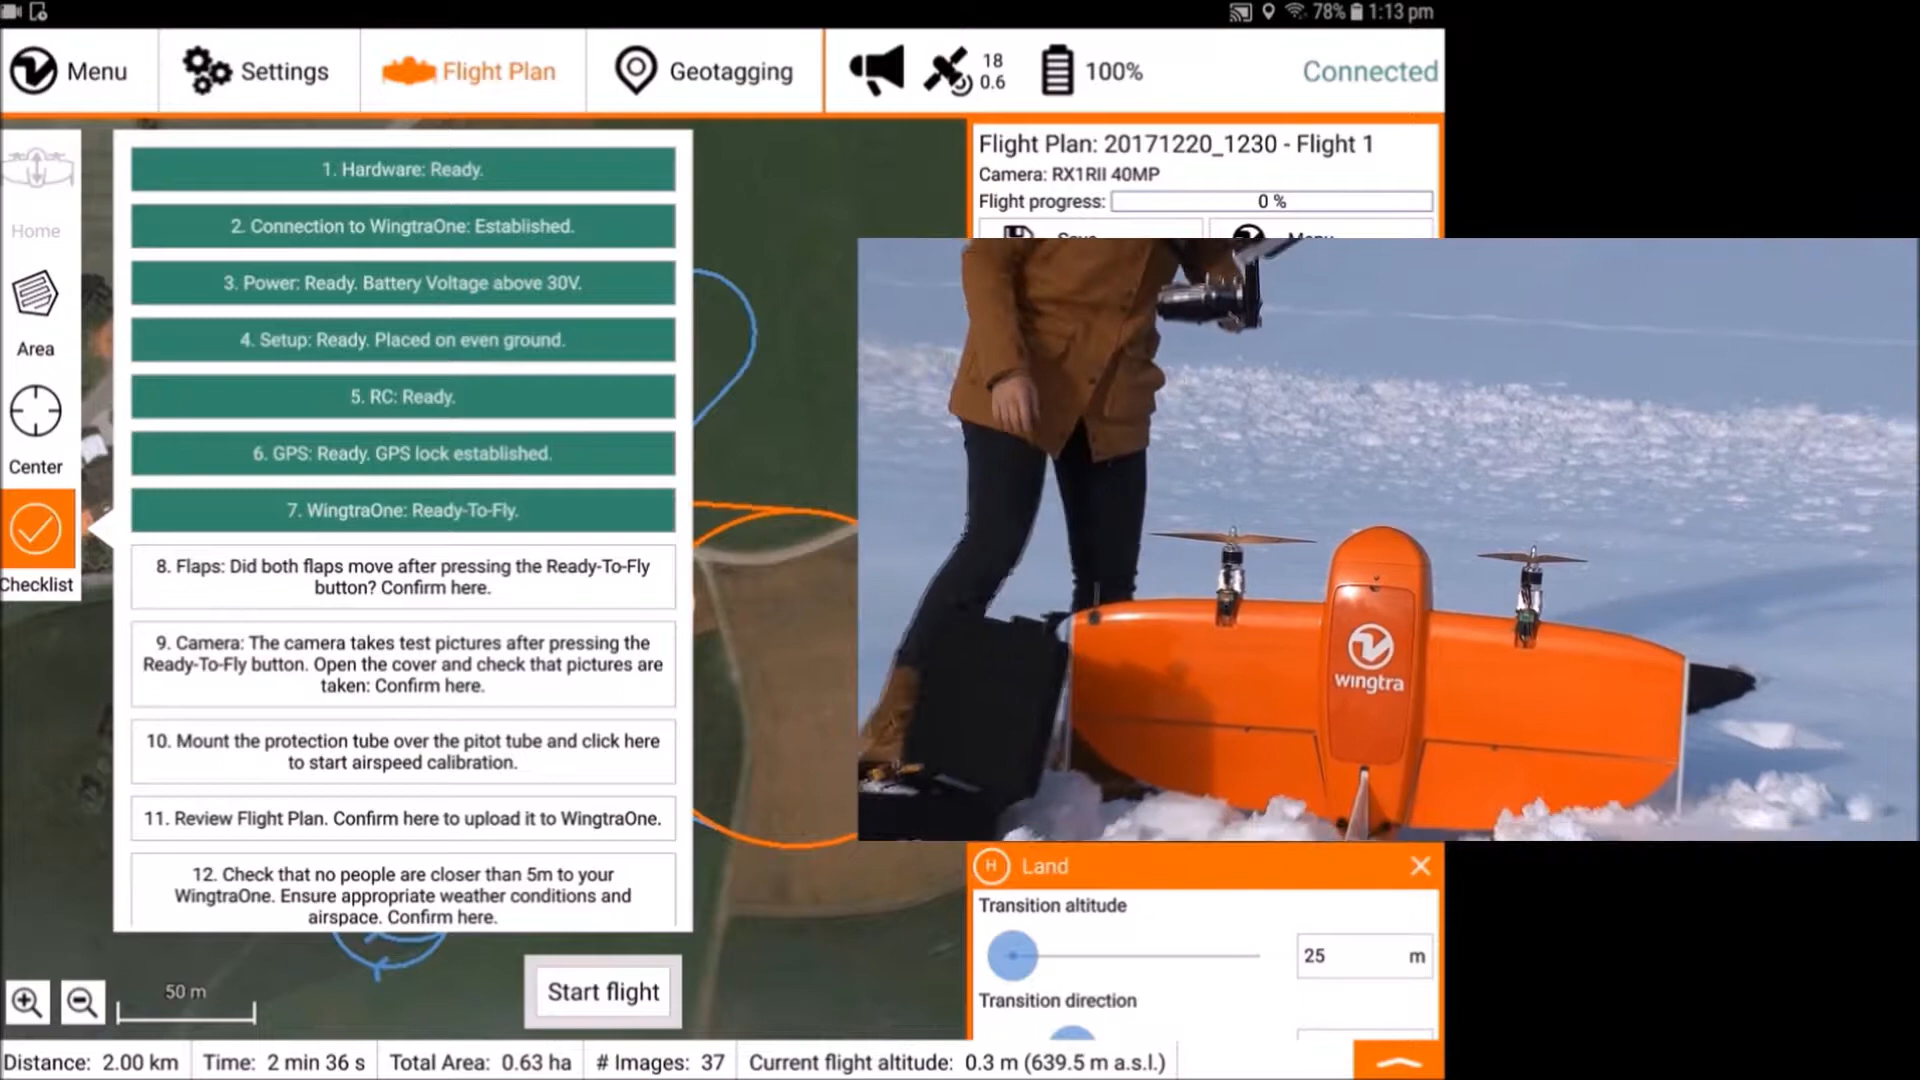 78% 1:13 pm
Menu
Settings
Flight Plan
Geotagging
18
0.6
100%
Connected
Home
Area
Center
Checklist
1. Hardware: Ready.
2. Connection to WingtraOne: Established.
3. Power: Ready. Battery Voltage above 30V.
4. Setup: Ready. Placed on even ground.
5. RC: Ready.
6. GPS: Ready. GPS lock established.
7. WingtraOne: Ready-To-Fly.
8. Flaps: Did both flaps move after pressing the Ready-To-Fly
button? Confirm here.
9. Camera: The camera takes test pictures after pressing the
Ready-To-Fly button. Open the cover and check that pictures are
taken: Confirm here.
10. Mount the protection tube over the pitot tube and click here
to start airspeed calibration.
11. Review Flight Plan. Confirm here to upload it to WingtraOne.
12. Check that no people are closer than 5m to your
WingtraOne. Ensure appropriate weather conditions and
airspace. Confirm here.
Start flight
50 m
Flight Plan: 20171220_1230 - Flight 1
Camera: RX1RII 40MP
Flight progress: 0 %
Save Menu
wingtra
H Land
Transition altitude
25 m
Transition direction
Distance: 2.00 km Time: 2 min 36 s Total Area: 0.63 ha # Images: 37 Current flight altitude: 0.3 m (639.5 m a.s.l.)